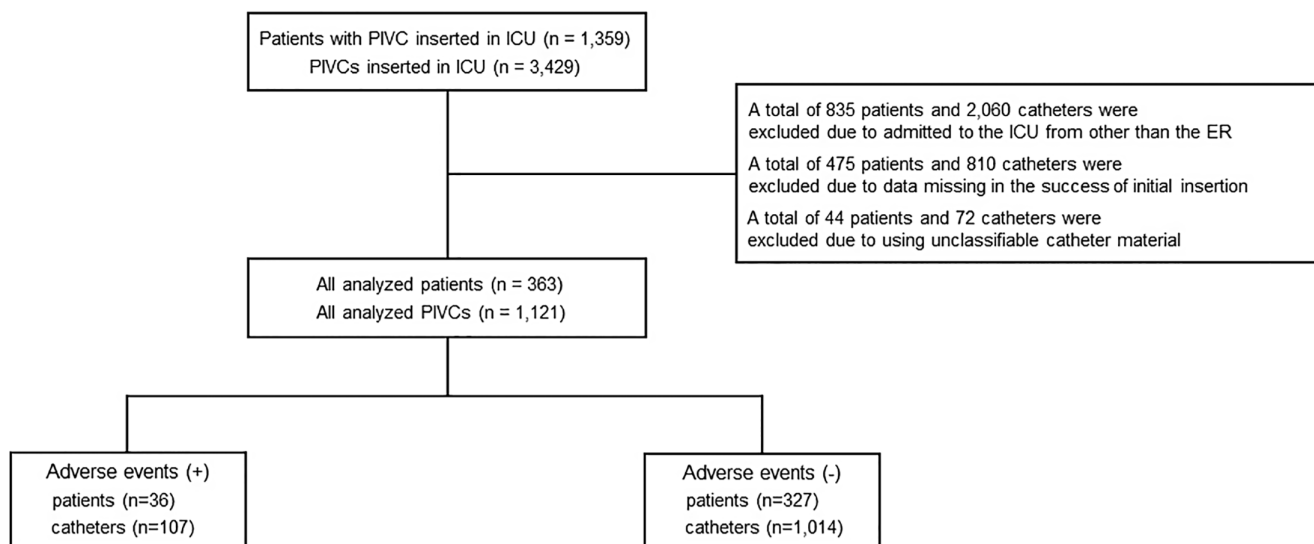 Patients with PIVC inserted in ICU (n = 1,359)
PIVCs inserted in ICU (n = 3,429)
A total of 835 patients and 2,060 catheters were
excluded due to admitted to the ICU from other than the ER
A total of 475 patients and 810 catheters were
excluded due to data missing in the success of initial insertion
A total of 44 patients and 72 catheters were
excluded due to using unclassifiable catheter material
All analyzed patients (n = 363)
All analyzed PIVCs (n = 1,121)
Adverse events (+)
patients (n=36)
catheters (n=107)
Adverse events (-)
patients (n=327)
catheters (n=1,014)